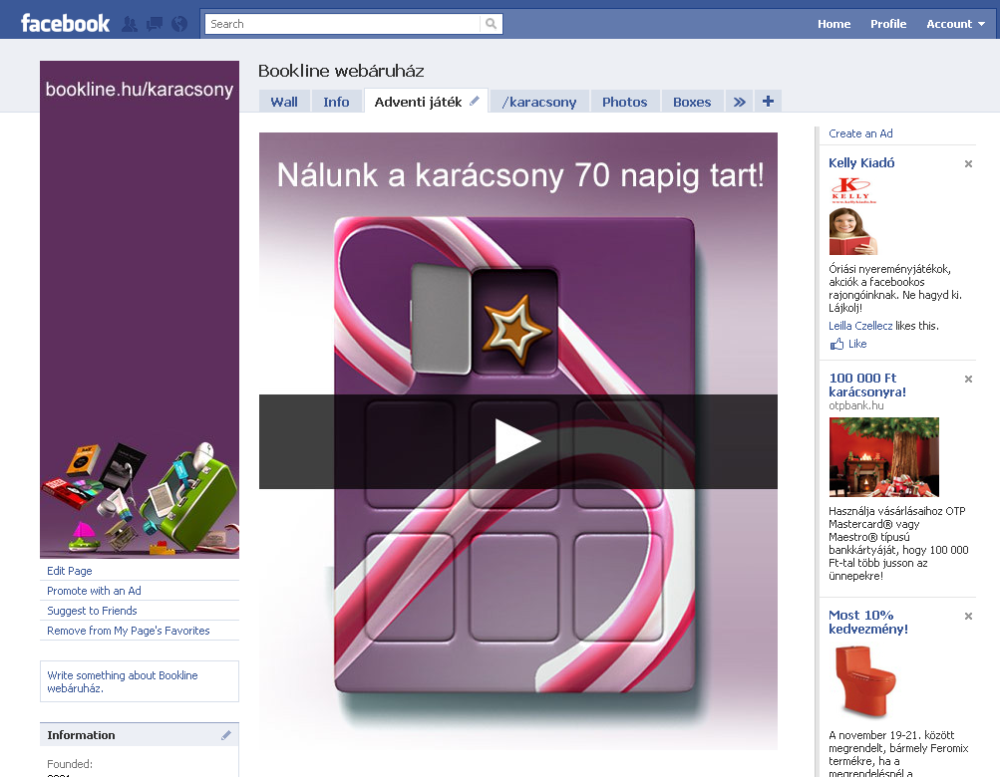 facebook
Search
Home Profile Account
bookline.hu/karacsony
Bookline webáruház
Wall Info Adventi játék /karacsony Photos Boxes » +
Nálunk a karácsony 70 napig tart!
Edit Page
Promote with an Ad
Suggest to Friends
Remove from My Page's Favorites
Write something about Bookline
webáruház.
Information
Founded:
Create an Ad
Kelly Kiadó
KELLY
Óriási nyereményjátékok,
akciók a facebookos
rajongóinknak. Ne hagyd ki.
Lájkolj!
Leilla Czellecz likes this.
Like
100 000 Ft
karácsonyra!
otpbank.hu
Használja vásárlásaihoz OTP
Mastercard® vagy
Maestro® típusú
bankkártyáját, hogy 100 000
Ft-tal több jusson az
ünnepekre!
Most 10%
kedvezmény!
A november 19-21. között
megrendelt, bármely Feromix
termékre, ha a
megrendelésnél a